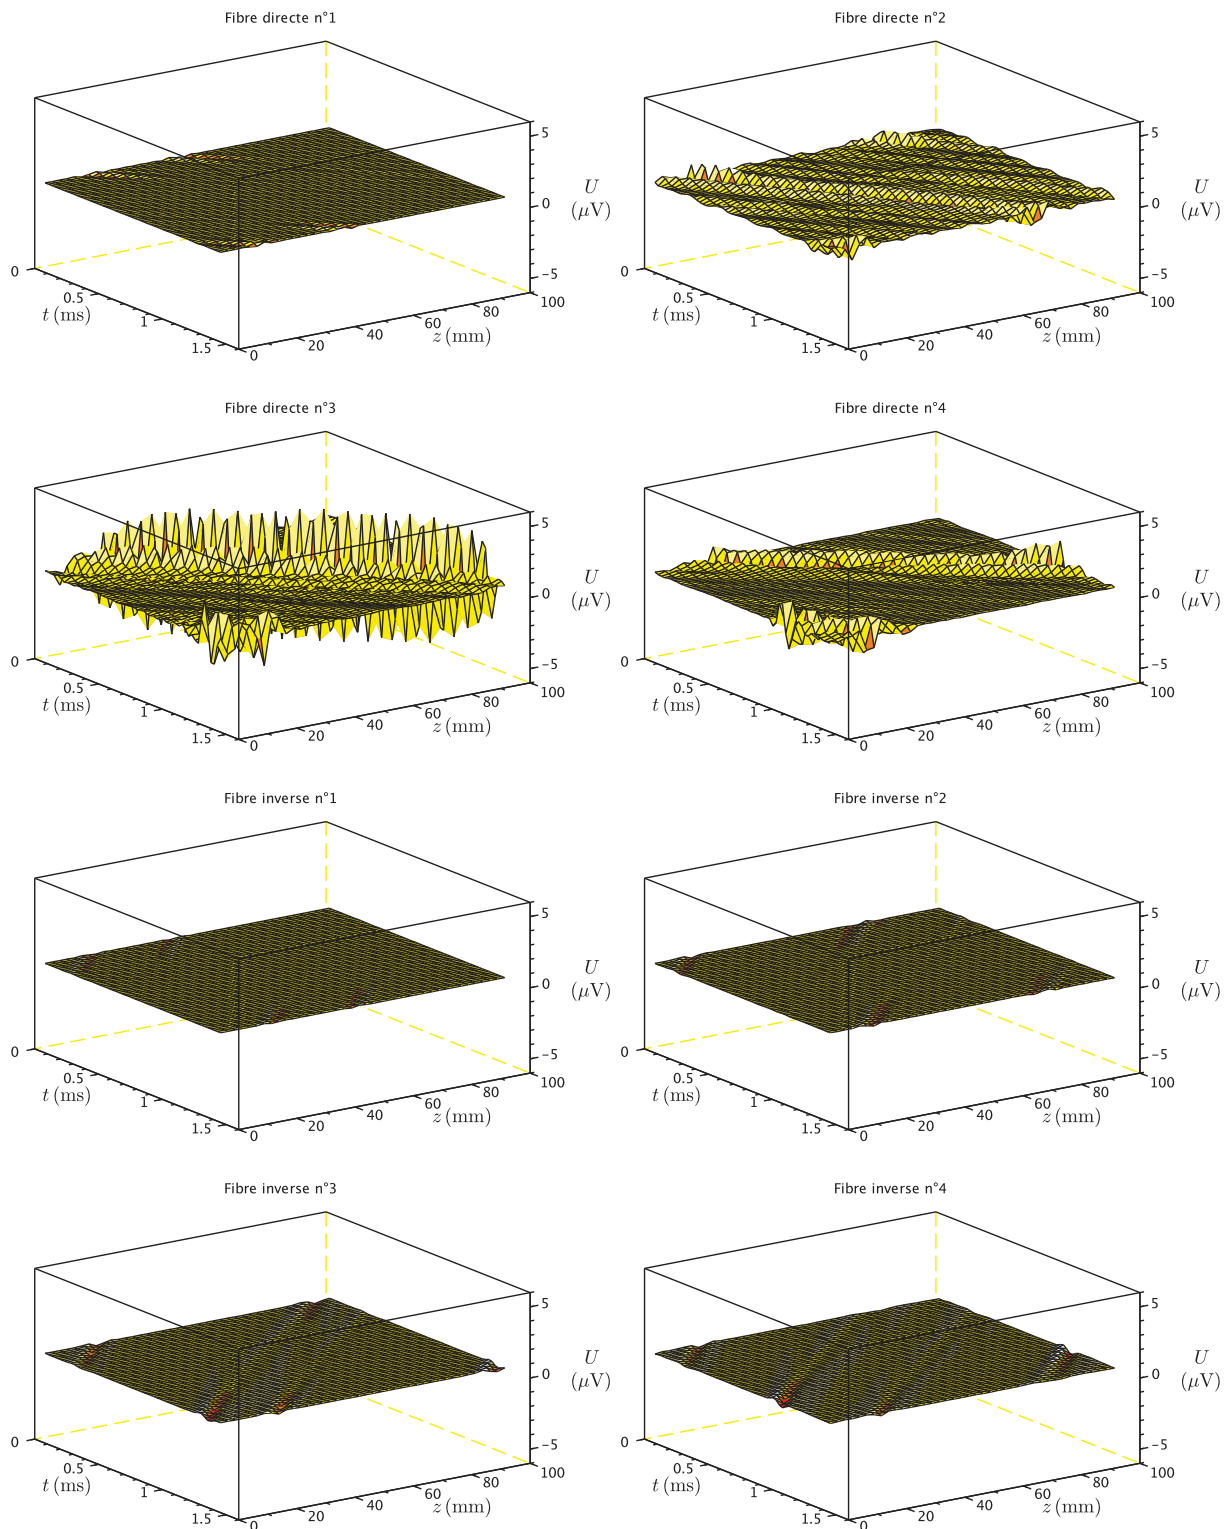 Fibre directe n°1
Fibre directe n°2
5
0
−5
U
(μV)
0
0.5
1
1.5
t (ms)
0
20
40
60
80
100
z (mm)
5
0
−5
U
(μV)
0
0.5
1
1.5
t (ms)
0
20
40
60
80
100
z (mm)
Fibre directe n°3
Fibre directe n°4
5
0
−5
U
(μV)
0
0.5
1
1.5
t (ms)
0
20
40
60
80
100
z (mm)
5
0
−5
U
(μV)
0
0.5
1
1.5
t (ms)
0
20
40
60
80
100
z (mm)
Fibre inverse n°1
Fibre inverse n°2
5
0
−5
U
(μV)
0
0.5
1
1.5
t (ms)
0
20
40
60
80
100
z (mm)
5
0
−5
U
(μV)
0
0.5
1
1.5
t (ms)
0
20
40
60
80
100
z (mm)
Fibre inverse n°3
Fibre inverse n°4
5
0
−5
U
(μV)
0
0.5
1
1.5
t (ms)
0
20
40
60
80
100
z (mm)
5
0
−5
U
(μV)
0
0.5
1
1.5
t (ms)
0
20
40
60
80
100
z (mm)